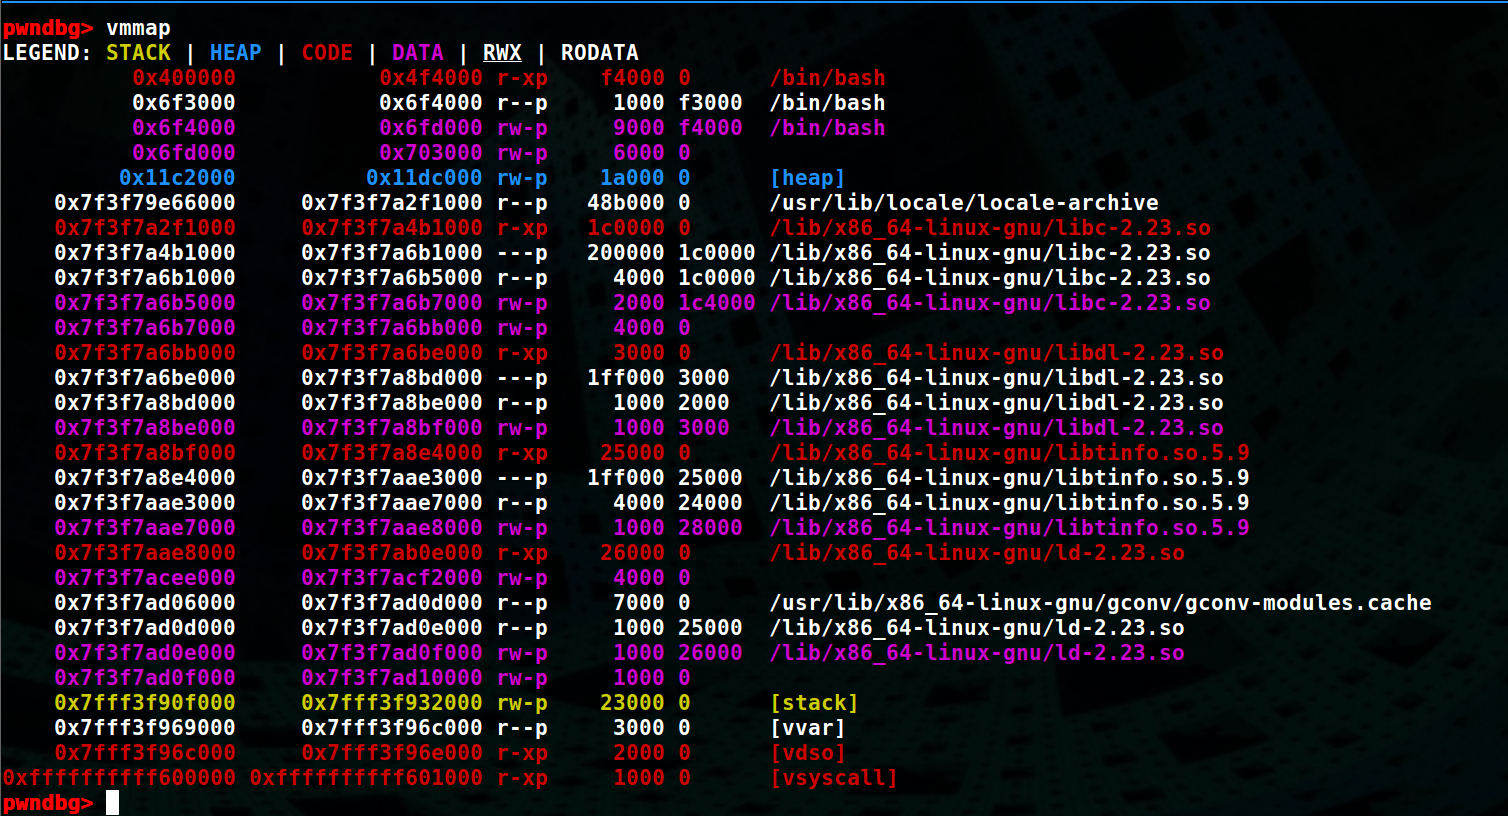 pwndbg> vmmap
LEGEND: STACK | HEAP | CODE | DATA | RWX | RODATA
0x400000 0x4f4000 r-xp f4000 0 /bin/bash
0x6f3000 0x6f4000 r--p 1000 f3000 /bin/bash
0x6f4000 0x6fd000 rw-p 9000 f4000 /bin/bash
0x6fd000 0x703000 rw-p 6000 0
0x11c2000 0x11dc000 rw-p 1a000 0 [heap]
0x7f3f79e66000 0x7f3f7a2f1000 r--p 48b000 0 /usr/lib/locale/locale-archive
0x7f3f7a2f1000 0x7f3f7a4b1000 r-xp 1c0000 0 /lib/x86_64-linux-gnu/libc-2.23.so
0x7f3f7a4b1000 0x7f3f7a6b1000 ---p 200000 1c0000 /lib/x86_64-linux-gnu/libc-2.23.so
0x7f3f7a6b1000 0x7f3f7a6b5000 r--p 4000 1c0000 /lib/x86_64-linux-gnu/libc-2.23.so
0x7f3f7a6b5000 0x7f3f7a6b7000 rw-p 2000 1c4000 /lib/x86_64-linux-gnu/libc-2.23.so
0x7f3f7a6b7000 0x7f3f7a6bb000 rw-p 4000 0
0x7f3f7a6bb000 0x7f3f7a6be000 r-xp 3000 0 /lib/x86_64-linux-gnu/libdl-2.23.so
0x7f3f7a6be000 0x7f3f7a8bd000 ---p 1ff000 3000 /lib/x86_64-linux-gnu/libdl-2.23.so
0x7f3f7a8bd000 0x7f3f7a8be000 r--p 1000 2000 /lib/x86_64-linux-gnu/libdl-2.23.so
0x7f3f7a8be000 0x7f3f7a8bf000 rw-p 1000 3000 /lib/x86_64-linux-gnu/libdl-2.23.so
0x7f3f7a8bf000 0x7f3f7a8e4000 r-xp 25000 0 /lib/x86_64-linux-gnu/libtinfo.so.5.9
0x7f3f7a8e4000 0x7f3f7aae3000 ---p 1ff000 25000 /lib/x86_64-linux-gnu/libtinfo.so.5.9
0x7f3f7aae3000 0x7f3f7aae7000 r--p 4000 24000 /lib/x86_64-linux-gnu/libtinfo.so.5.9
0x7f3f7aae7000 0x7f3f7aae8000 rw-p 1000 28000 /lib/x86_64-linux-gnu/libtinfo.so.5.9
0x7f3f7aae8000 0x7f3f7ab0e000 r-xp 26000 0 /lib/x86_64-linux-gnu/ld-2.23.so
0x7f3f7acee000 0x7f3f7acf2000 rw-p 4000 0
0x7f3f7ad06000 0x7f3f7ad0d000 r--p 7000 0 /usr/lib/x86_64-linux-gnu/gconv/gconv-modules.cache
0x7f3f7ad0d000 0x7f3f7ad0e000 r--p 1000 25000 /lib/x86_64-linux-gnu/ld-2.23.so
0x7f3f7ad0e000 0x7f3f7ad0f000 rw-p 1000 26000 /lib/x86_64-linux-gnu/ld-2.23.so
0x7f3f7ad0f000 0x7f3f7ad10000 rw-p 1000 0
0x7fff3f90f000 0x7fff3f932000 rw-p 23000 0 [stack]
0x7fff3f969000 0x7fff3f96c000 r--p 3000 0 [vvar]
0x7fff3f96c000 0x7fff3f96e000 r-xp 2000 0 [vdso]
0xffffffffff600000 0xffffffffff601000 r-xp 1000 0 [vsyscall]
pwndbg>